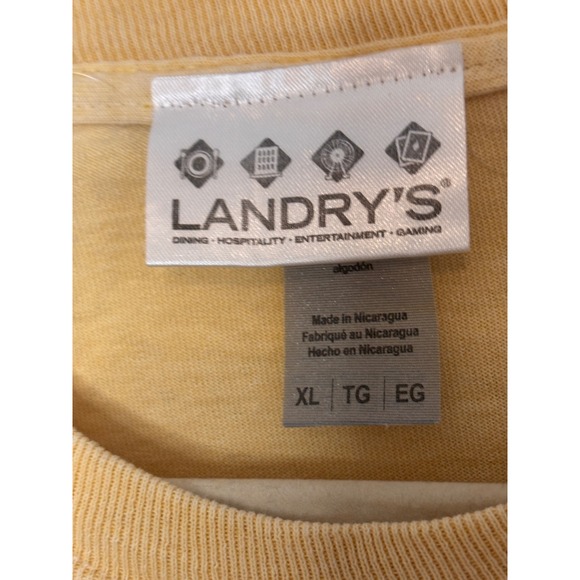 LANDRY'S®
DINING · HOSPITALITY · ENTERTAINMENT · GAMING
algodón
Made in Nicaragua
Fabriqué au Nicaragua
Hecho en Nicaragua
XL | TG | EG